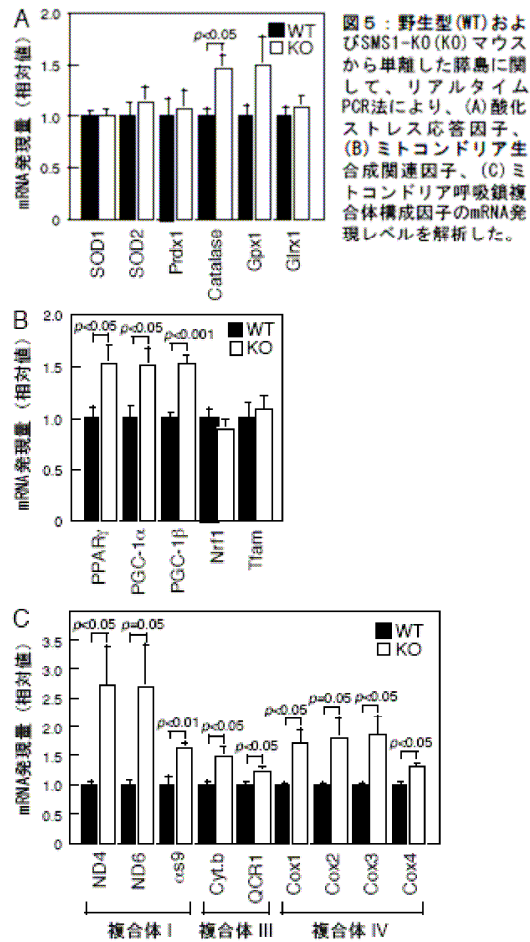 A
mRNA発現量 (相対値)
2.0
1.5
1.0
0.5
0
p<0.05
WT
KO
SOD1
SOD2
Prdx1
Catalase
Gpx1
Glrx1
図5：野生型(WT)およ
びSMS1-KO(KO)マウス
から単離した膵島に関
して、リアルタイム
PCR法により、(A)酸化
ストレス応答因子、
(B)ミトコンドリア生
合成関連因子、(C)ミ
トコンドリア呼吸鎖複
合体構成因子のmRNA発
現レベルを解析した。
B
mRNA発現量 (相対値)
2.0
1.5
1.0
0.5
0
p<0.05
p<0.05
p<0.001
WT
KO
PPARγ
PGC-1α
PGC-1β
Nrf1
Tfam
C
mRNA発現量 (相対値)
3.5
3.0
2.5
2.0
1.5
1.0
0.5
0
p<0.05
p=0.05
p<0.01
p<0.05
p<0.05
p<0.05
p=0.05
p<0.05
p<0.05
WT
KO
ND4
ND6
αs9
Cyt.b
QCR1
Cox1
Cox2
Cox3
Cox4
複合体 I
複合体 III
複合体 IV